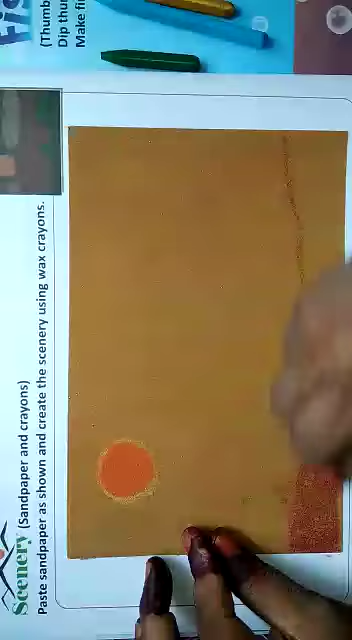 Scenery (Sandpaper and crayons)
Paste sandpaper as shown and create the scenery using wax crayons.
(Thumb
Dip thu
Make fi